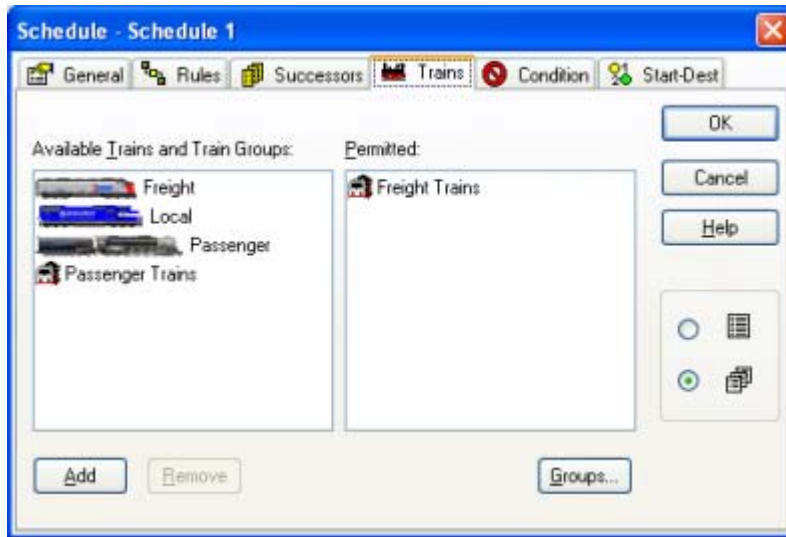 Schedule - Schedule 1
General Rules Successors Trains Condition Start-Dest
Available Trains and Train Groups:
Freight
Local
Passenger
Passenger Trains
Permitted:
Freight Trains
OK
Cancel
Help
Add Remove Groups...